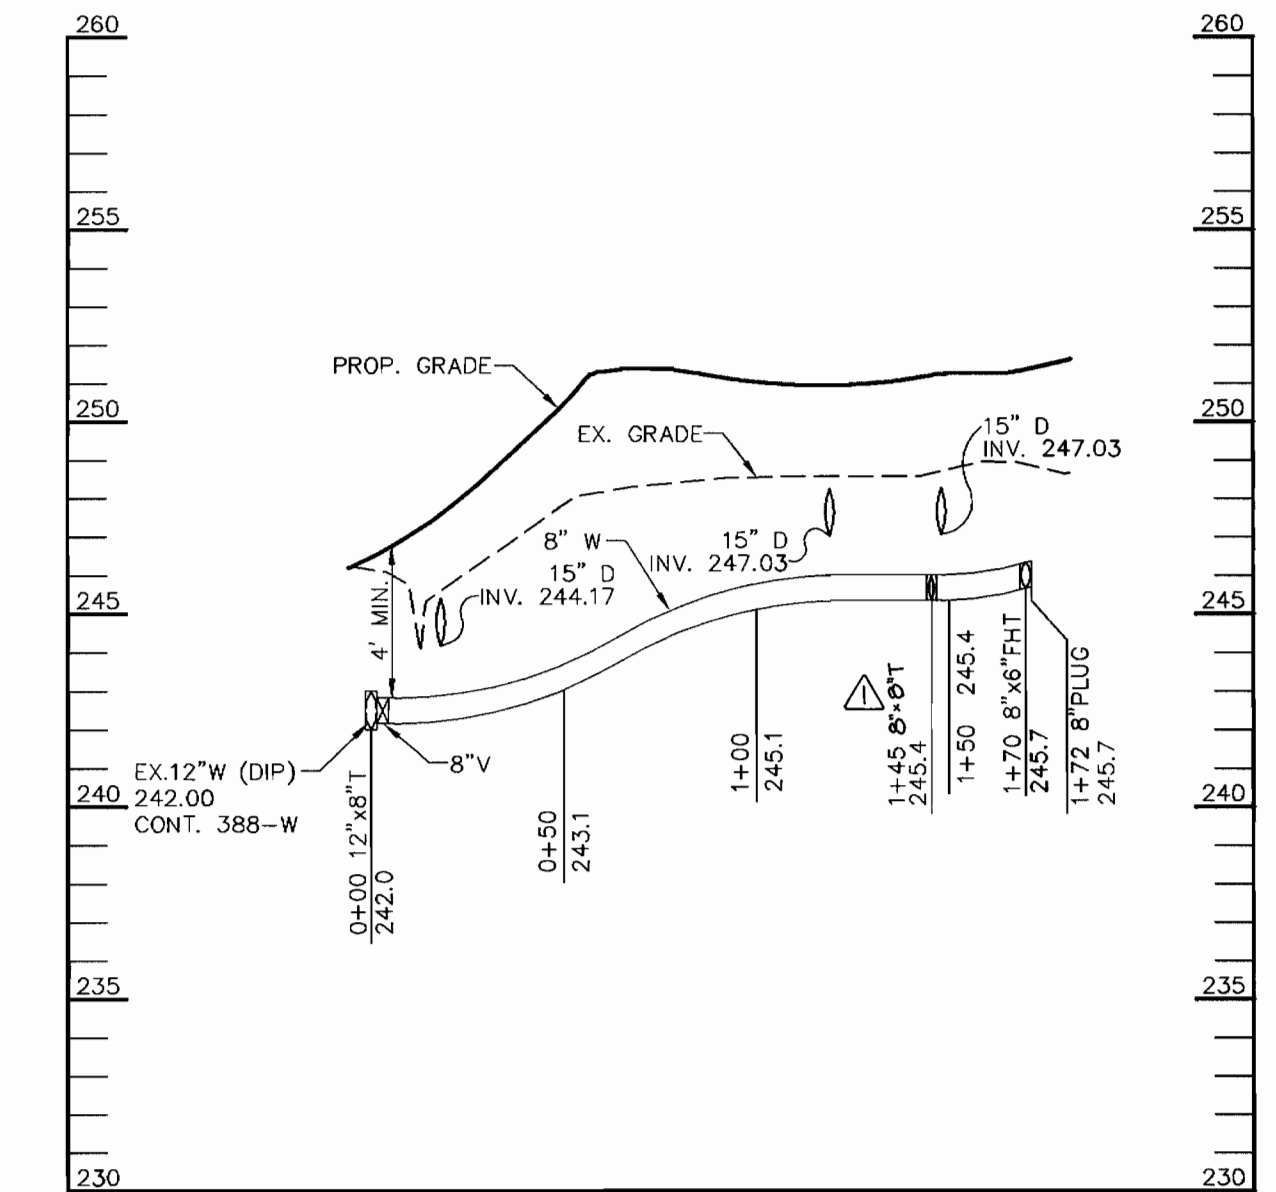 260
260
255
255
PROP. GRADE
250
250
EX. GRADE
15" D
INV. 247.03
8" W
15" D
INV. 247.03
15" D
INV. 244.17
245
245
4' MIN.
8"V
EX.12"W (DIP)
242.00
CONT. 388-W
240
240
0+00 12"x8"T
242.0
0+50
243.1
1+00
245.1
1
1+45 8"x8"T
245.4
1+50 245.4
1+70 8"x6"FHT
245.7
1+72 8"PLUG
245.7
235
235
230
230